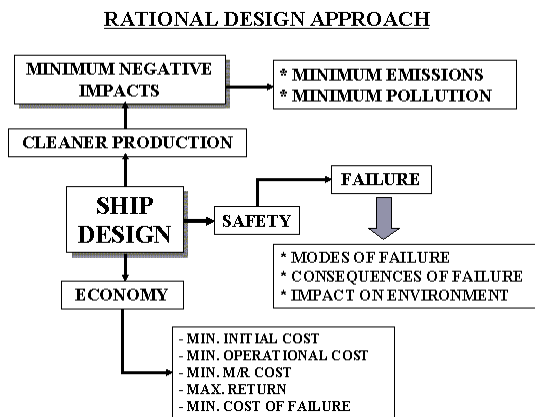 RATIONAL DESIGN APPROACH
MINIMUM NEGATIVE
IMPACTS
* MINIMUM EMISSIONS
* MINIMUM POLLUTION
CLEANER PRODUCTION
FAILURE
SHIP
DESIGN
SAFETY
* MODES OF FAILURE
* CONSEQUENCES OF FAILURE
* IMPACT ON ENVIRONMENT
ECONOMY
- MIN. INITIAL COST
- MIN. OPERATIONAL COST
- MIN. M/R COST
- MAX. RETURN
- MIN. COST OF FAILURE